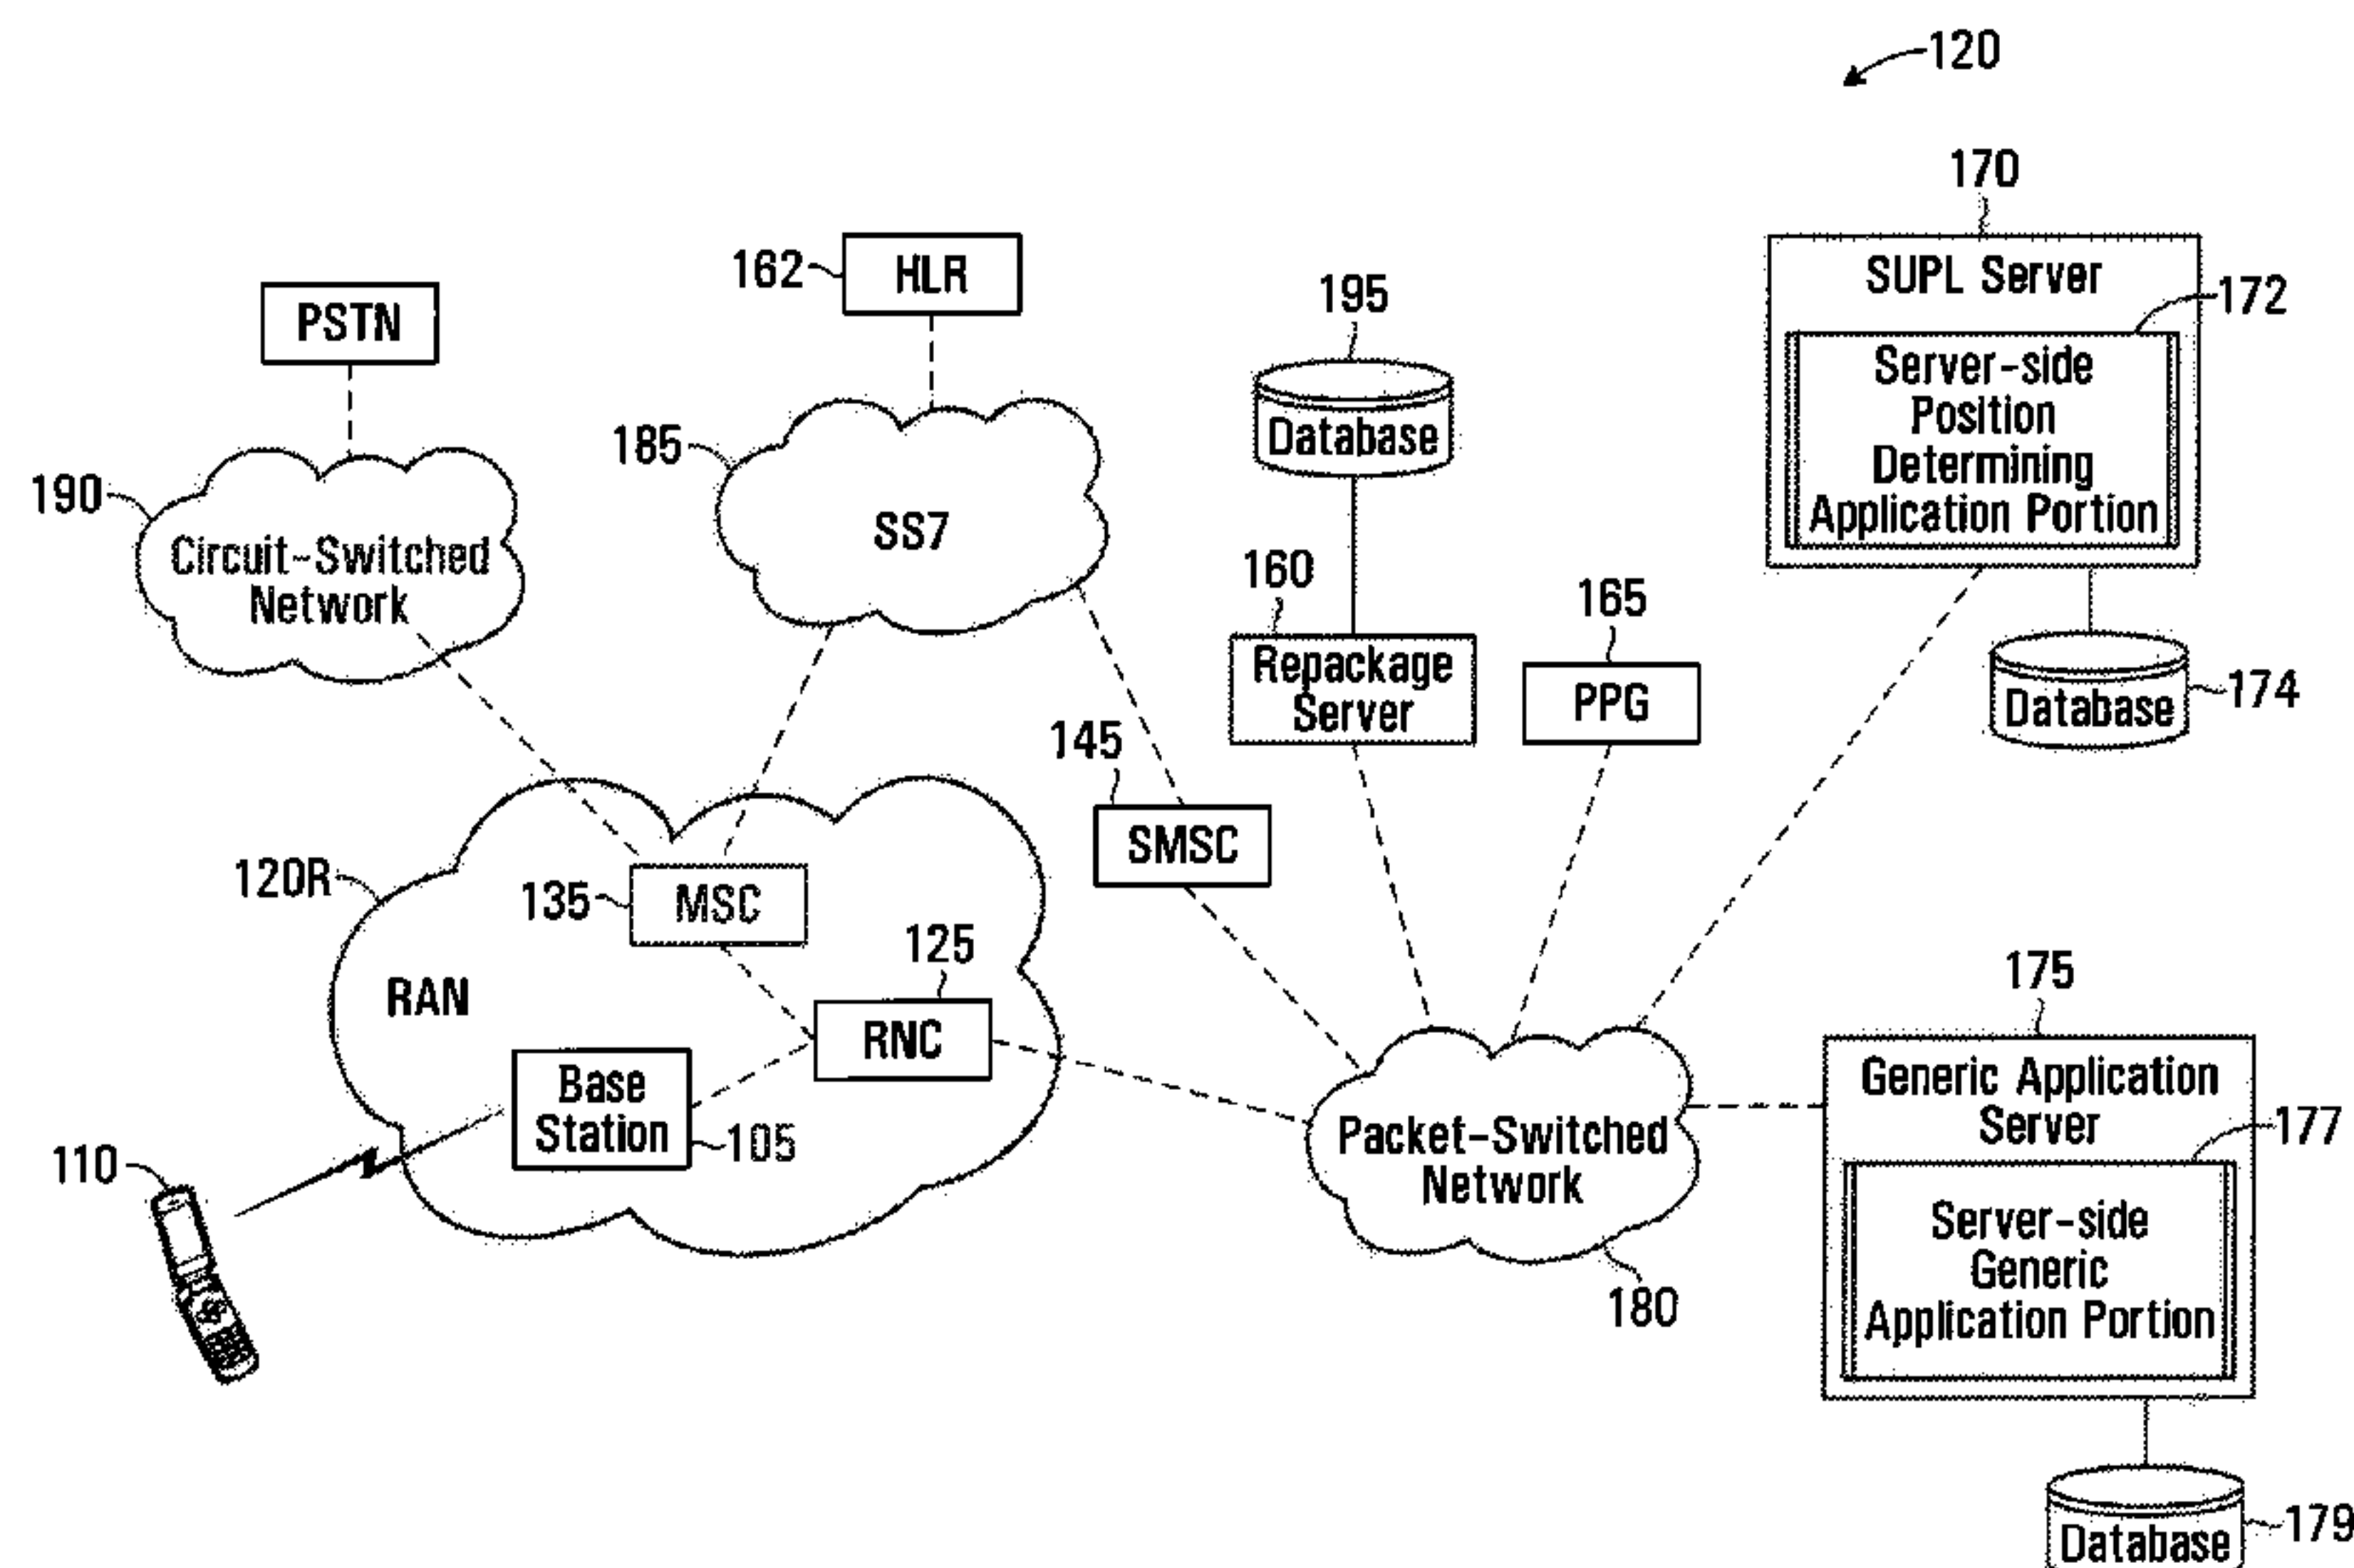 120
170
SUPL Server
172
Server-side
Position
Determining
Application Portion
174
Database
162
HLR
195
Database
PSTN
185
SS7
190
Circuit-Switched
Network
160
Repackage
Server
165
PPG
145
SMSC
120R
135
MSC
125
RNC
RAN
Base
Station
105
110
Packet-Switched
Network
180
175
Generic Application
Server
177
Server-side
Generic
Application Portion
Database
179